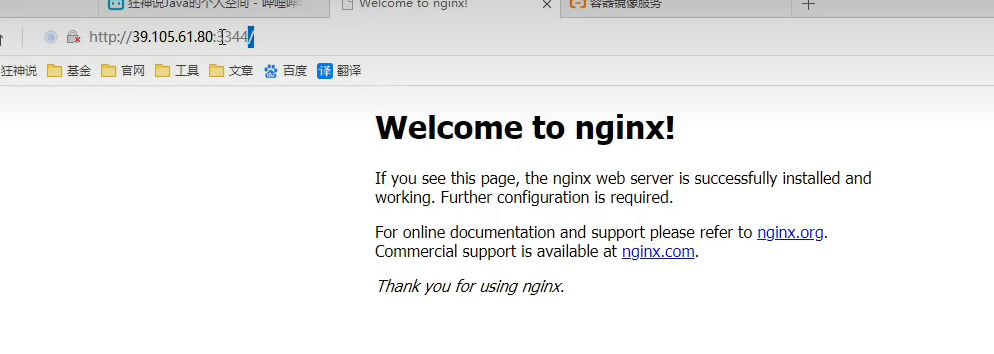 狂神说Java的个人空间 - 哔哩哔
Welcome to nginx!
容器镜像服务
http://39.105.61.80:3344/
狂神说 基金 官网 工具 文章 百度 译 翻译
Welcome to nginx!
If you see this page, the nginx web server is successfully installed and
working. Further configuration is required.
For online documentation and support please refer to nginx.org.
Commercial support is available at nginx.com.
Thank you for using nginx.